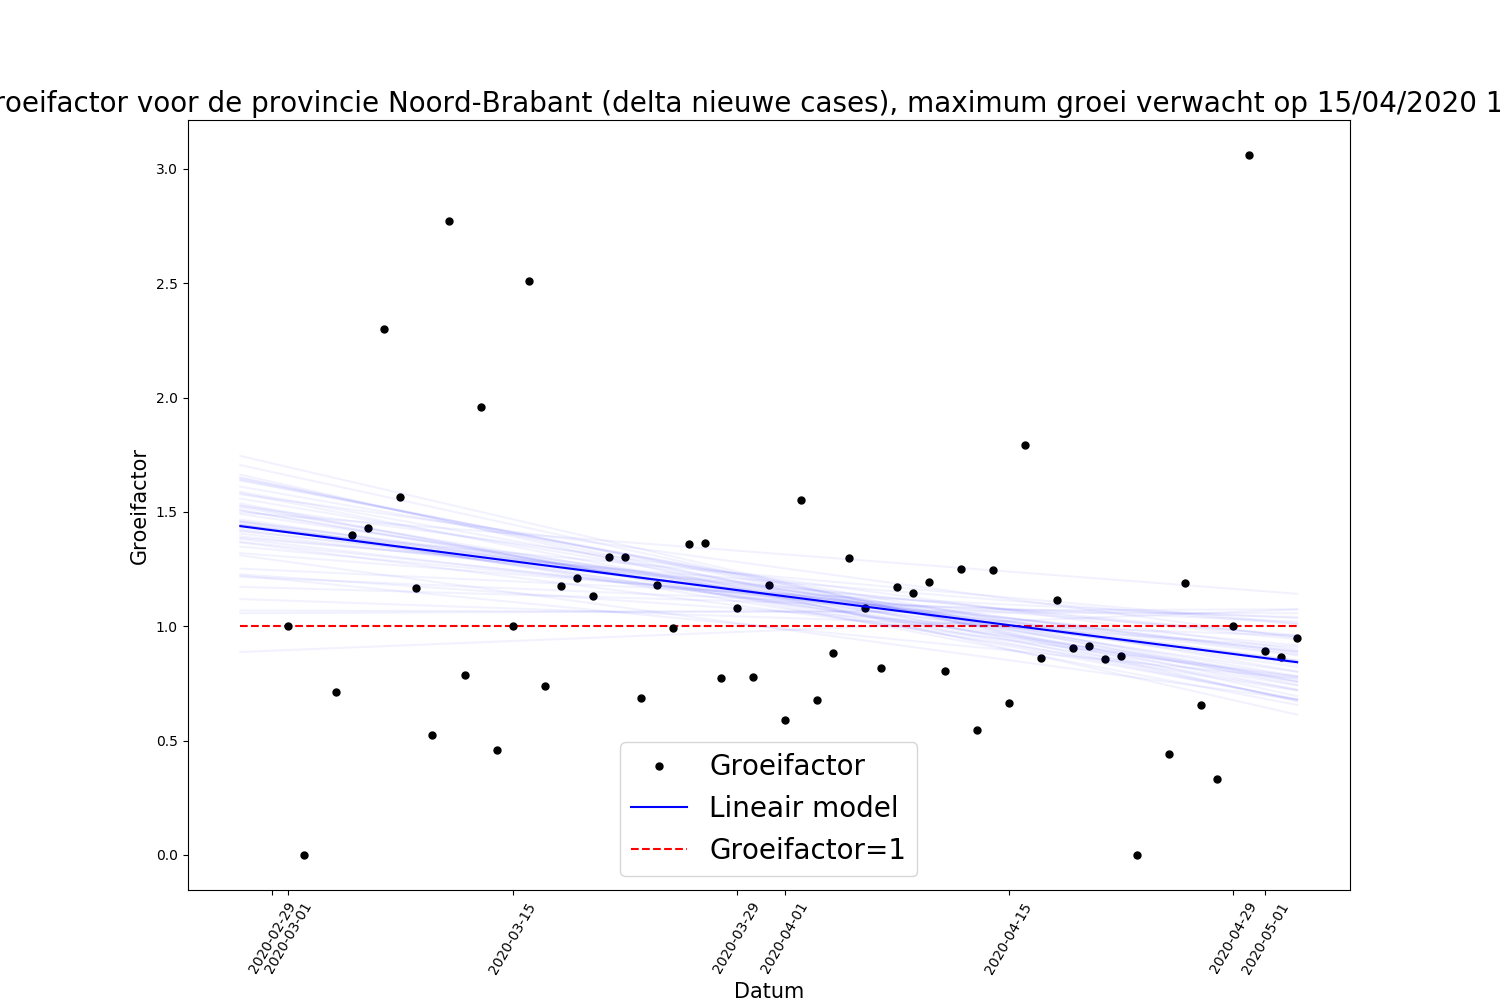 roeifactor voor de provincie Noord-Brabant (delta nieuwe cases), maximum groei verwacht op 15/04/2020 1
3.0
2.5
2.0
1.5
1.0
0.5
0.0
Groeifactor
Groeifactor
Lineair model
Groeifactor=1
2020-02-29
2020-03-01
2020-03-15
2020-03-29
2020-04-01
2020-04-15
2020-04-29
2020-05-01
Datum